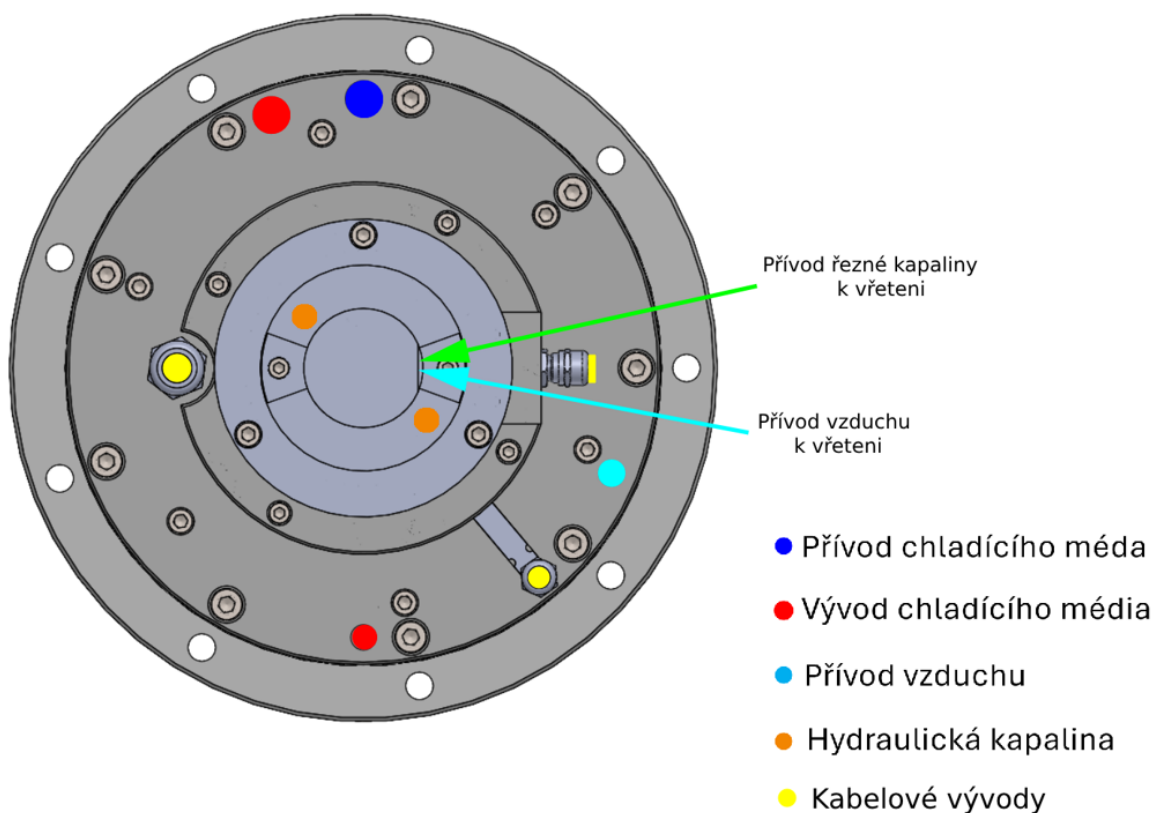 Přívod řezné kapaliny
k vřeteni
Přívod vzduchu
k vřeteni
Přívod chladícího méda
Vývod chladícího média
Přívod vzduchu
Hydraulická kapalina
Kabelové vývody